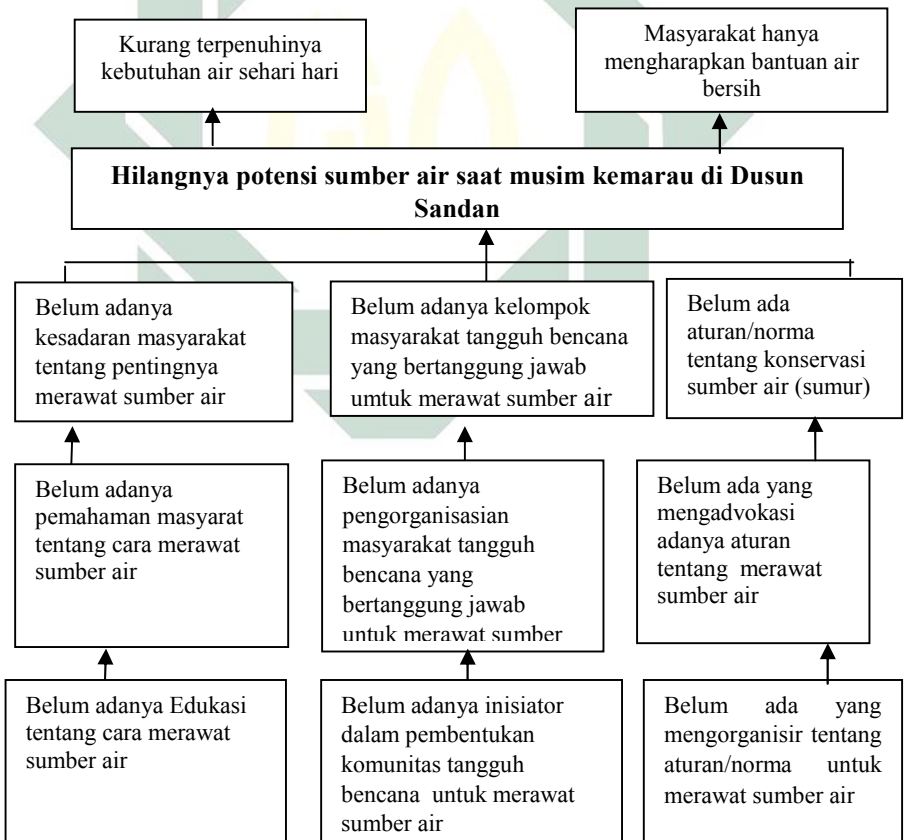 Kurang terpenuhinya
kebutuhan air sehari hari
Masyarakat hanya
mengharapkan bantuan air
bersih
Hilangnya potensi sumber air saat musim kemarau di Dusun
Sandan
Belum adanya
kesadaran masyarakat
tentang pentingnya
merawat sumber air
Belum adanya kelompok
masyarakat tangguh bencana
yang bertanggung jawab
umtuk merawat sumber air
Belum ada
aturan/norma
tentang konservasi
sumber air (sumur)
Belum adanya
pemahaman masyarat
tentang cara merawat
sumber air
Belum adanya
pengorganisasian
masyarakat tangguh
bencana yang
bertanggung jawab
untuk merawat sumber
Belum ada yang
mengadvokasi
adanya aturan
tentang merawat
sumber air
Belum adanya Edukasi
tentang cara merawat
sumber air
Belum adanya inisiator
dalam pembentukan
komunitas tangguh
bencana untuk merawat
sumber air
Belum ada yang
mengorganisir tentang
aturan/norma untuk
merawat sumber air